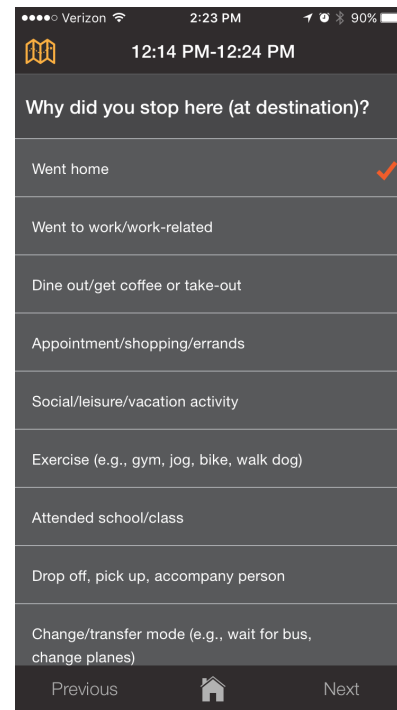 Verizon 2:23 PM 90%
12:14 PM-12:24 PM
Why did you stop here (at destination)?
Went home
Went to work/work-related
Dine out/get coffee or take-out
Appointment/shopping/errands
Social/leisure/vacation activity
Exercise (e.g., gym, jog, bike, walk dog)
Attended school/class
Drop off, pick up, accompany person
Change/transfer mode (e.g., wait for bus,
change planes)
Previous Next